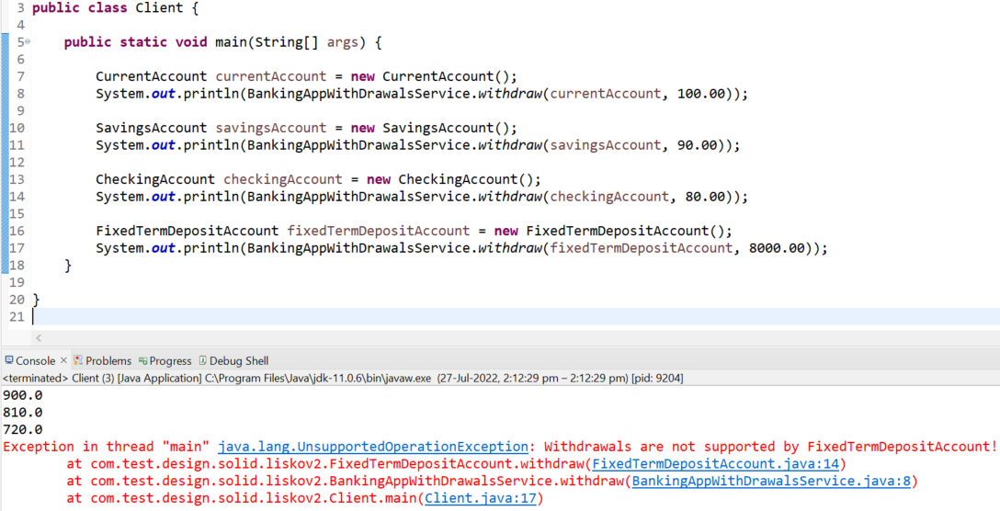 3 public class Client {
4
5 public static void main(String[] args) {
6
7 CurrentAccount currentAccount = new CurrentAccount();
8 System.out.println(BankingAppWithDrawalsService.withdraw(currentAccount, 100.00));
9
10 SavingsAccount savingsAccount = new SavingsAccount();
11 System.out.println(BankingAppWithDrawalsService.withdraw(savingsAccount, 90.00));
12
13 CheckingAccount checkingAccount = new CheckingAccount();
14 System.out.println(BankingAppWithDrawalsService.withdraw(checkingAccount, 80.00));
15
16 FixedTermDepositAccount fixedTermDepositAccount = new FixedTermDepositAccount();
17 System.out.println(BankingAppWithDrawalsService.withdraw(fixedTermDepositAccount, 8000.00));
18 }
19
20 }
21
Console × Problems Progress Debug Shell
<terminated> Client (3) [Java Application] C:\Program Files\Java\jdk-11.0.6\bin\javaw.exe (27-Jul-2022, 2:12:29 pm – 2:12:29 pm) [pid: 9204]
900.0
810.0
720.0
Exception in thread "main" java.lang.UnsupportedOperationException: Withdrawals are not supported by FixedTermDepositAccount!
at com.test.design.solid.liskov2.FixedTermDepositAccount.withdraw(FixedTermDepositAccount.java:14)
at com.test.design.solid.liskov2.BankingAppWithDrawalsService.withdraw(BankingAppWithDrawalsService.java:8)
at com.test.design.solid.liskov2.Client.main(Client.java:17)